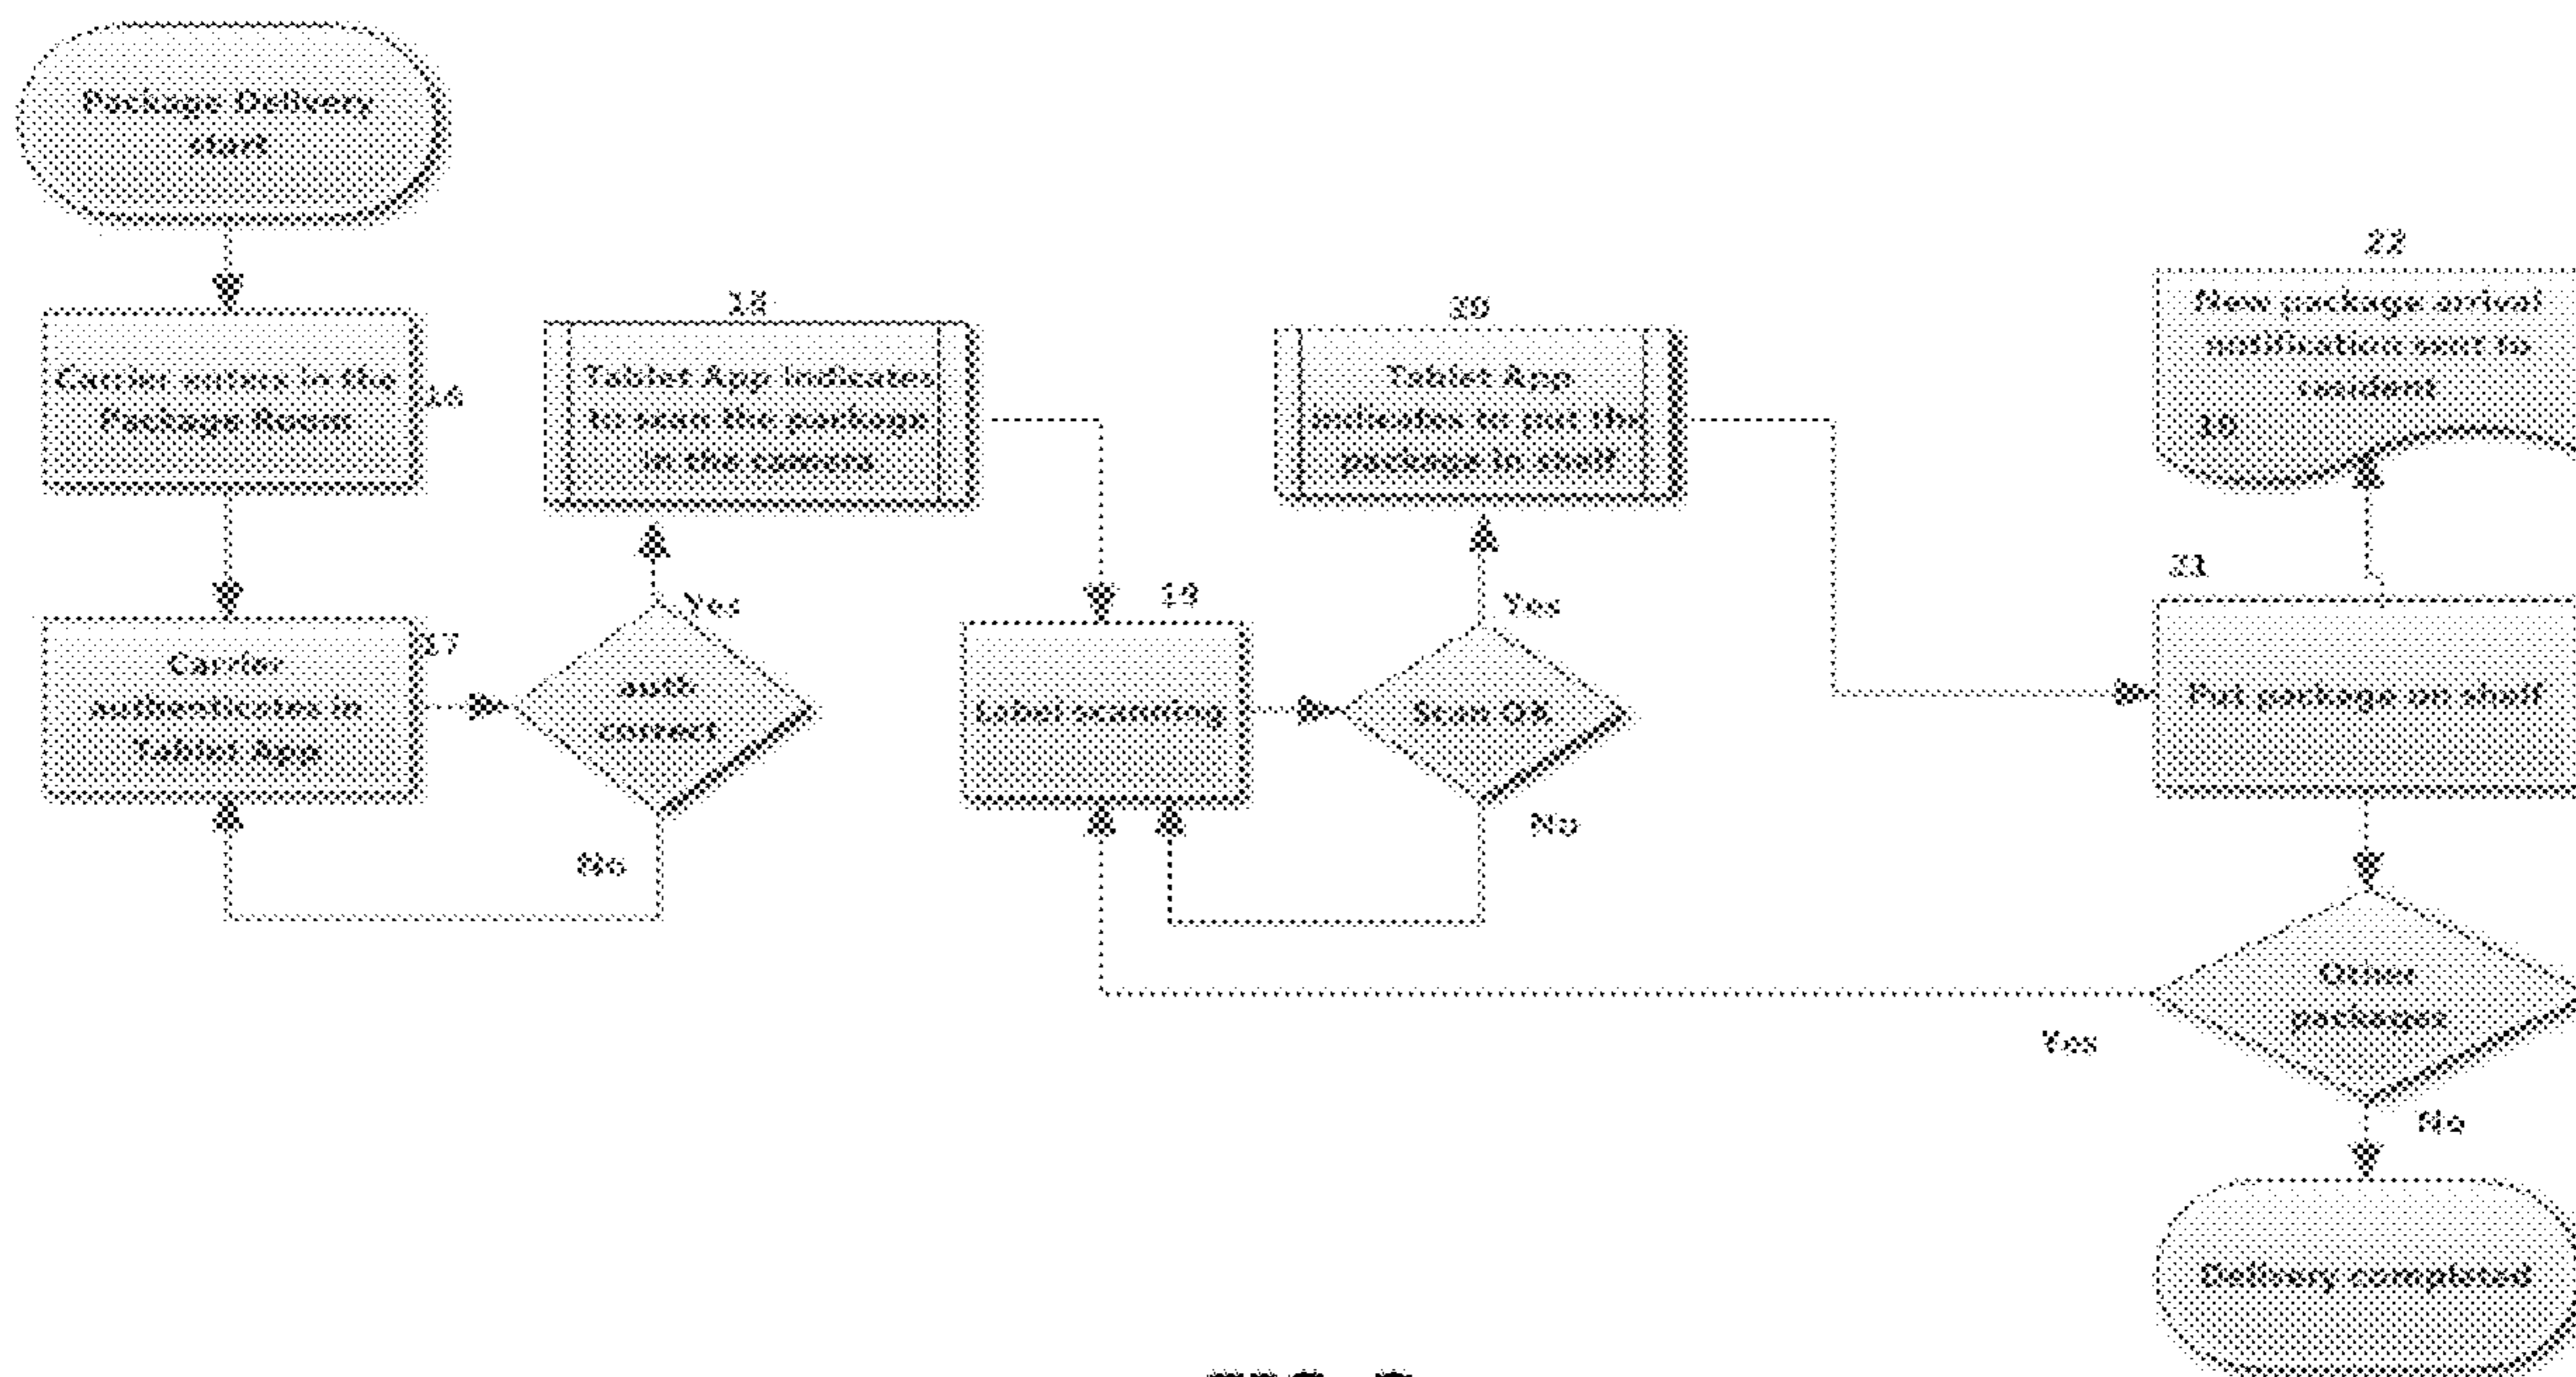 Package Delivery
start
Carrier enters in the
Package Room
16
Carrier
authenticates in
Tablet App
17
auth
correct
Yes
No
18
Tablet App indicates
to scan the package
in the camera
19
Label scanning
Scan OK
Yes
No
20
Tablet App
indicates to put the
package in shelf
21
Put package on shelf
22
New package arrival
notification sent to
resident
Other
packages
Yes
No
Delivery completed